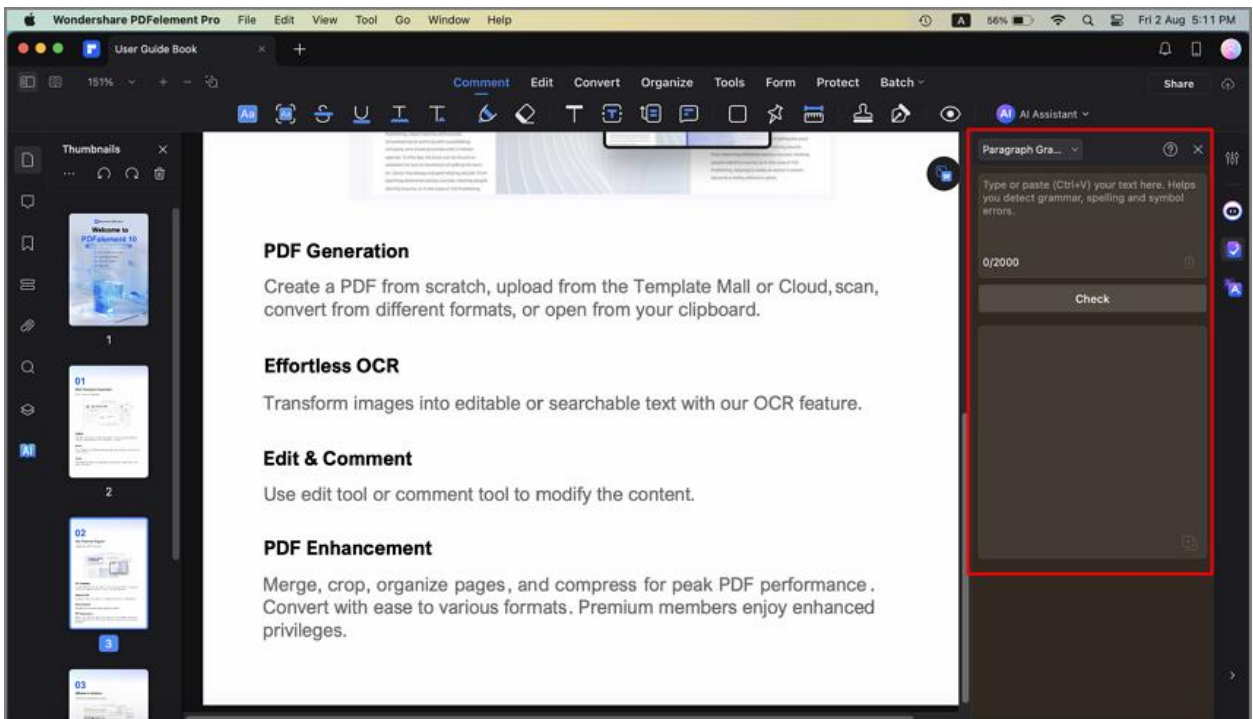 Wondershare PDFelement Pro File Edit View Tool Go Window Help
A 56% Fri 2 Aug 5:11 PM
User Guide Book
151%
Comment Edit Convert Organize Tools Form Protect Batch
Share
AI AI Assistant
Thumbnails
Welcome to
PDFelement 10
1
01
2
02
3
03
AI
PDF Generation
Create a PDF from scratch, upload from the Template Mall or Cloud, scan,
convert from different formats, or open from your clipboard.
Effortless OCR
Transform images into editable or searchable text with our OCR feature.
Edit & Comment
Use edit tool or comment tool to modify the content.
PDF Enhancement
Merge, crop, organize pages, and compress for peak PDF performance.
Convert with ease to various formats. Premium members enjoy enhanced
privileges.
Paragraph Gra...
Type or paste (Ctrl+V) your text here. Helps
you detect grammar, spelling and symbol
errors.
0/2000
Check